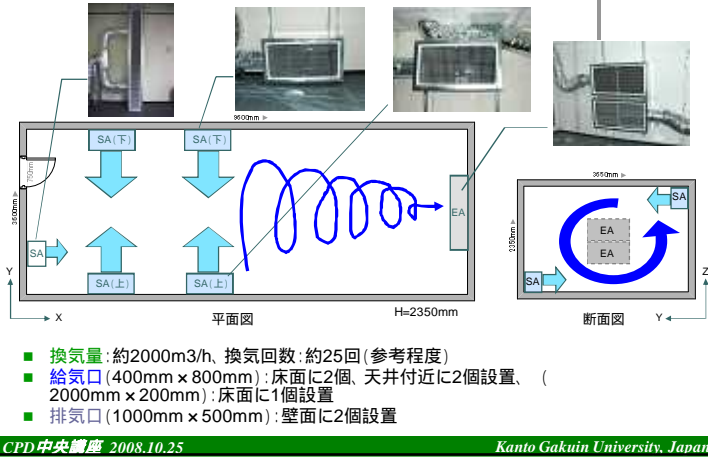 9600mm
SA(下)
SA(下)
750mm
3600mm
SA
EA
SA(上)
SA(上)
Y
X
平面図
H=2350mm
3650mm
2350mm
SA
EA
EA
SA
Z
断面図
Y
■ 換気量:約2000m3/h、換気回数:約25回(参考程度)
■ 給気口(400mm×800mm):床面に2個、天井付近に2個設置、 (
2000mm×200mm):床面に1個設置
■ 排気口(1000mm×500mm):壁面に2個設置
CPD中央講座 2008.10.25
Kanto Gakuin University, Japan